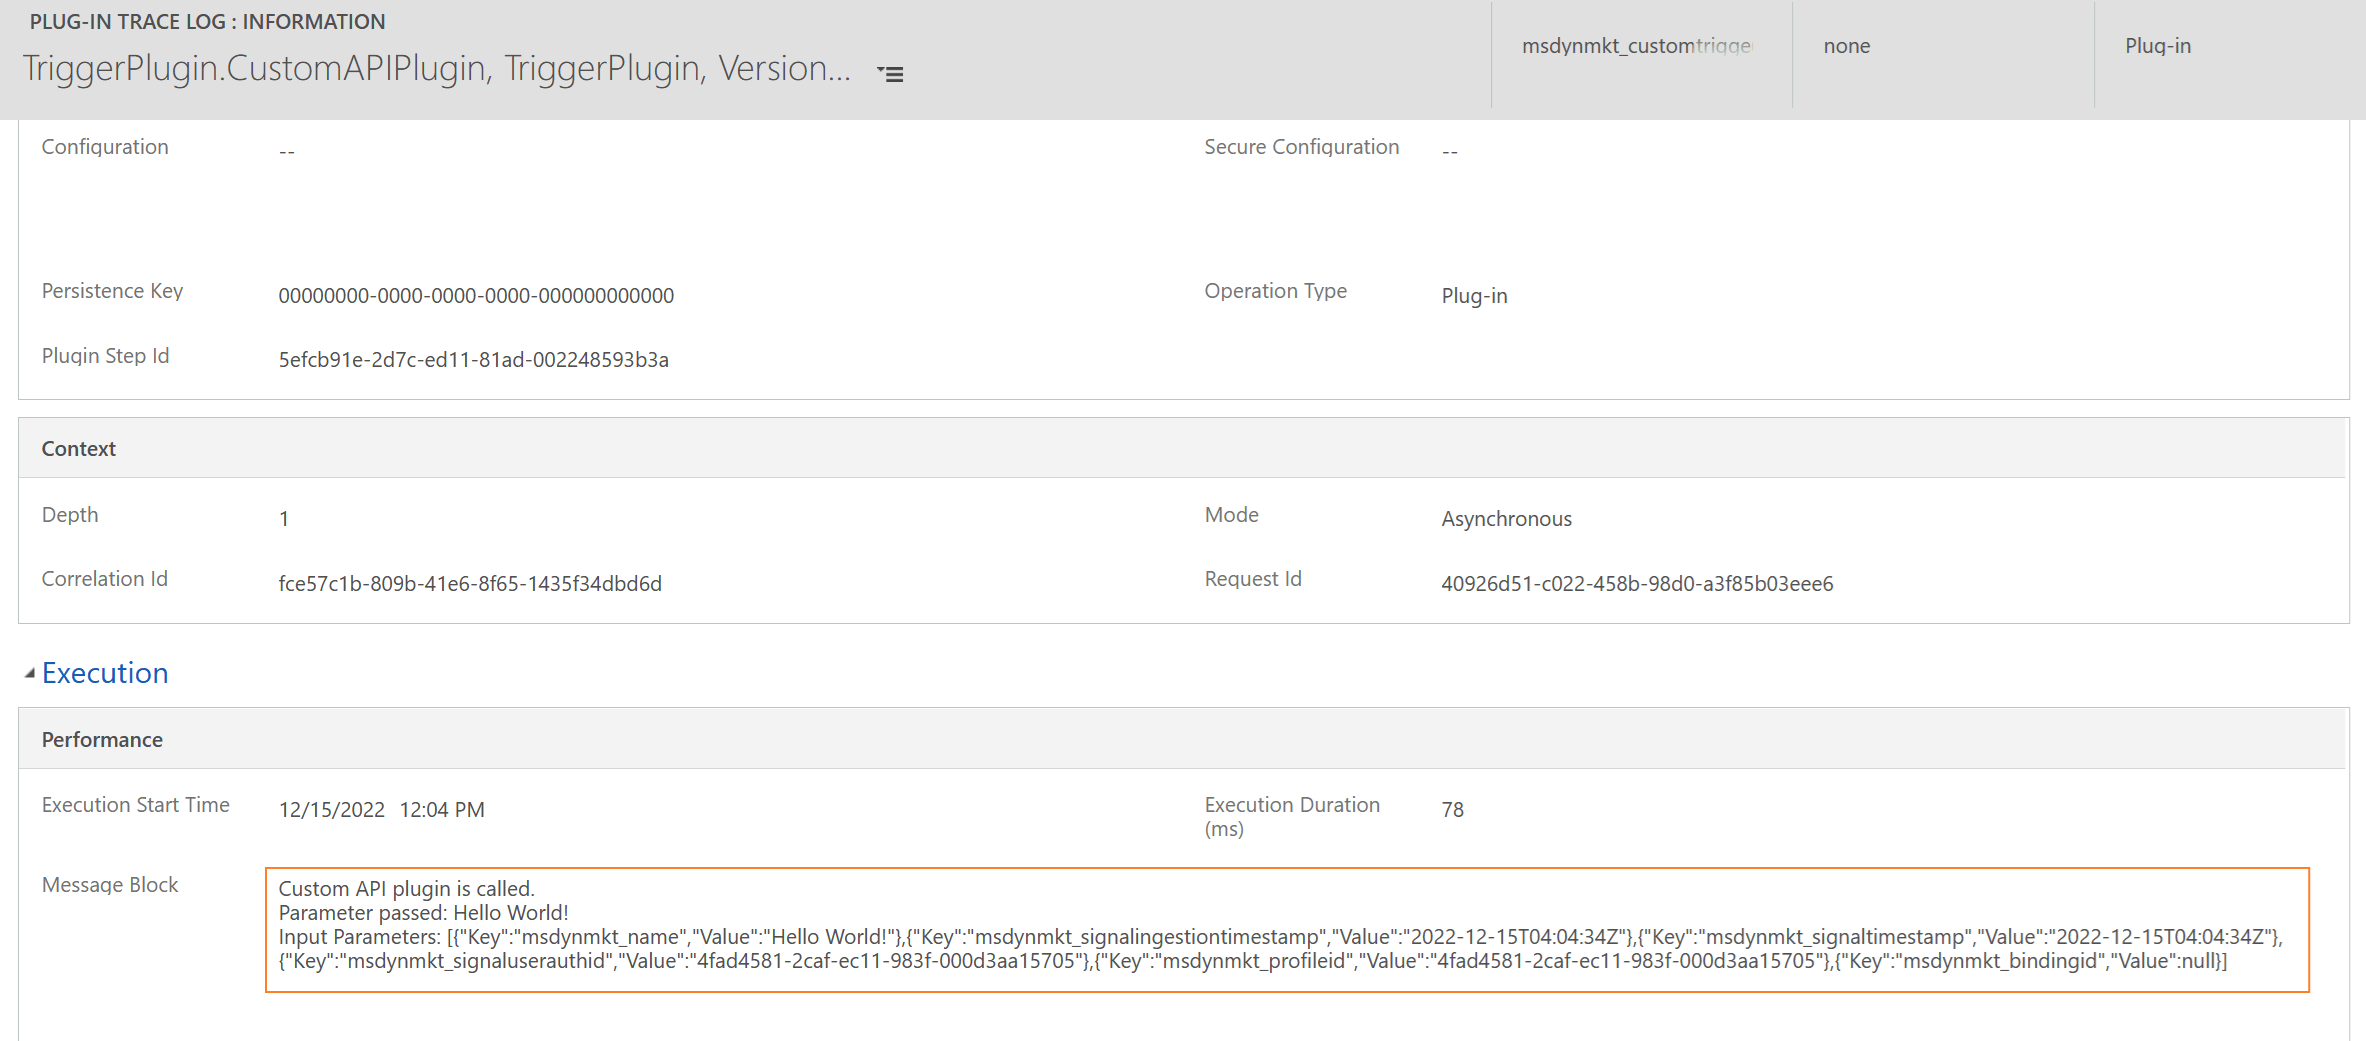 PLUG-IN TRACE LOG : INFORMATION
TriggerPlugin.CustomAPIPlugin, TriggerPlugin, Version...
msdynmkt_customtrigge
none
Plug-in
Configuration
--
Secure Configuration
--
Persistence Key
00000000-0000-0000-0000-000000000000
Operation Type
Plug-in
Plugin Step Id
5efcb91e-2d7c-ed11-81ad-002248593b3a
Context
Depth
1
Mode
Asynchronous
Correlation Id
fce57c1b-809b-41e6-8f65-1435f34dbd6d
Request Id
40926d51-c022-458b-98d0-a3f85b03eee6
Execution
Performance
Execution Start Time
12/15/2022 12:04 PM
Execution Duration
(ms)
78
Message Block
Custom API plugin is called.
Parameter passed: Hello World!
Input Parameters: [{"Key":"msdynmkt_name","Value":"Hello World!"},{"Key":"msdynmkt_signalingestiontimestamp","Value":"2022-12-15T04:04:34Z"},{"Key":"msdynmkt_signaltimestamp","Value":"2022-12-15T04:04:34Z"},
{"Key":"msdynmkt_signaluserauthid","Value":"4fad4581-2caf-ec11-983f-000d3aa15705"},{"Key":"msdynmkt_profileid","Value":"4fad4581-2caf-ec11-983f-000d3aa15705"},{"Key":"msdynmkt_bindingid","Value":null}]